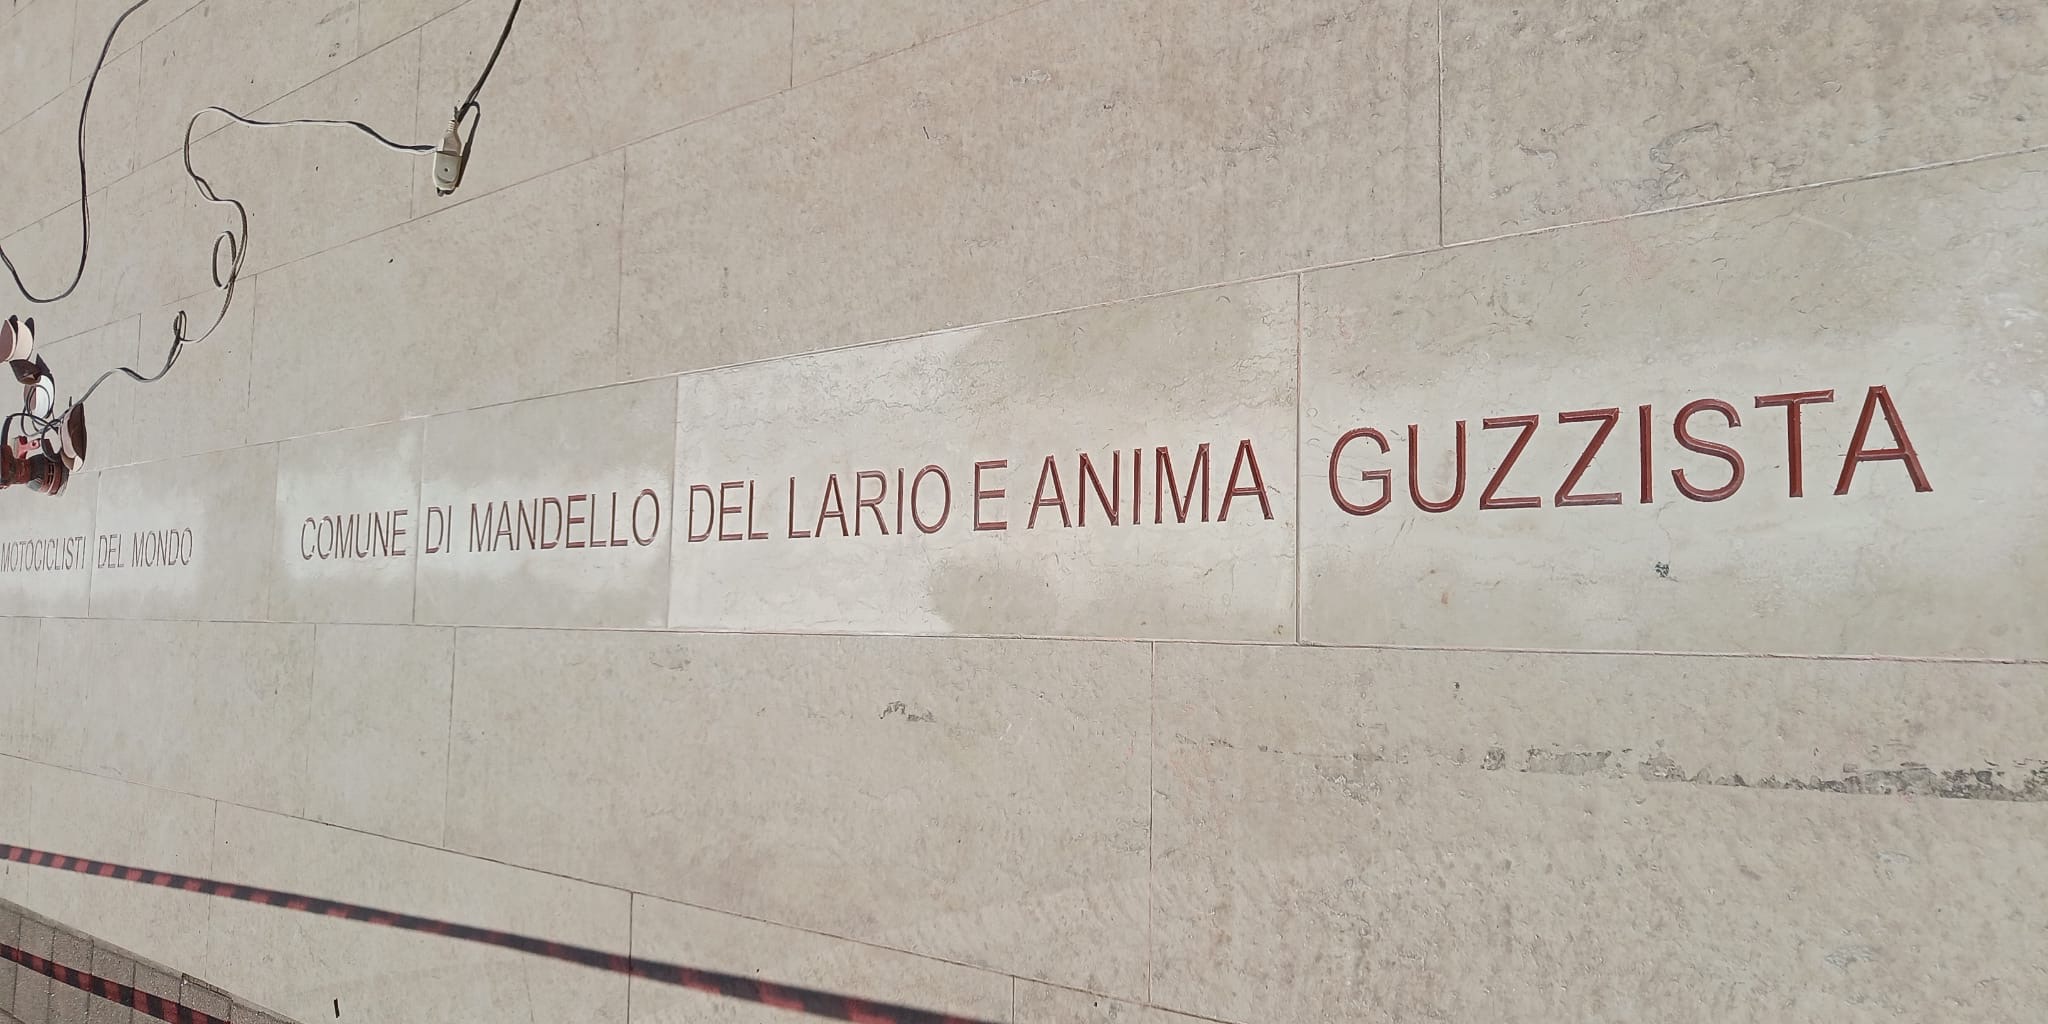 MOTOCICLISTI DEL MONDO COMUNE DI MANDELLO DEL LARIO E ANIMA GUZZISTA